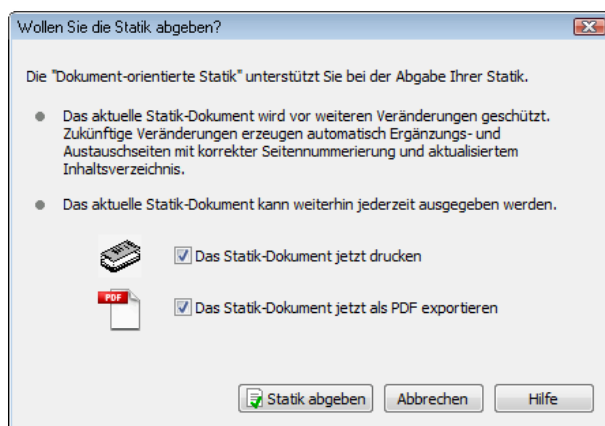 Wollen Sie die Statik abgeben?
Die "Dokument-orientierte Statik" unterstützt Sie bei der Abgabe Ihrer Statik.
Das aktuelle Statik-Dokument wird vor weiteren Veränderungen geschützt.
Zukünftige Veränderungen erzeugen automatisch Ergänzungs- und
Austauschseiten mit korrekter Seitennummerierung und aktualisiertem
Inhaltsverzeichnis.
Das aktuelle Statik-Dokument kann weiterhin jederzeit ausgegeben werden.
Das Statik-Dokument jetzt drucken
PDF
Das Statik-Dokument jetzt als PDF exportieren
Statik abgeben Abbrechen Hilfe